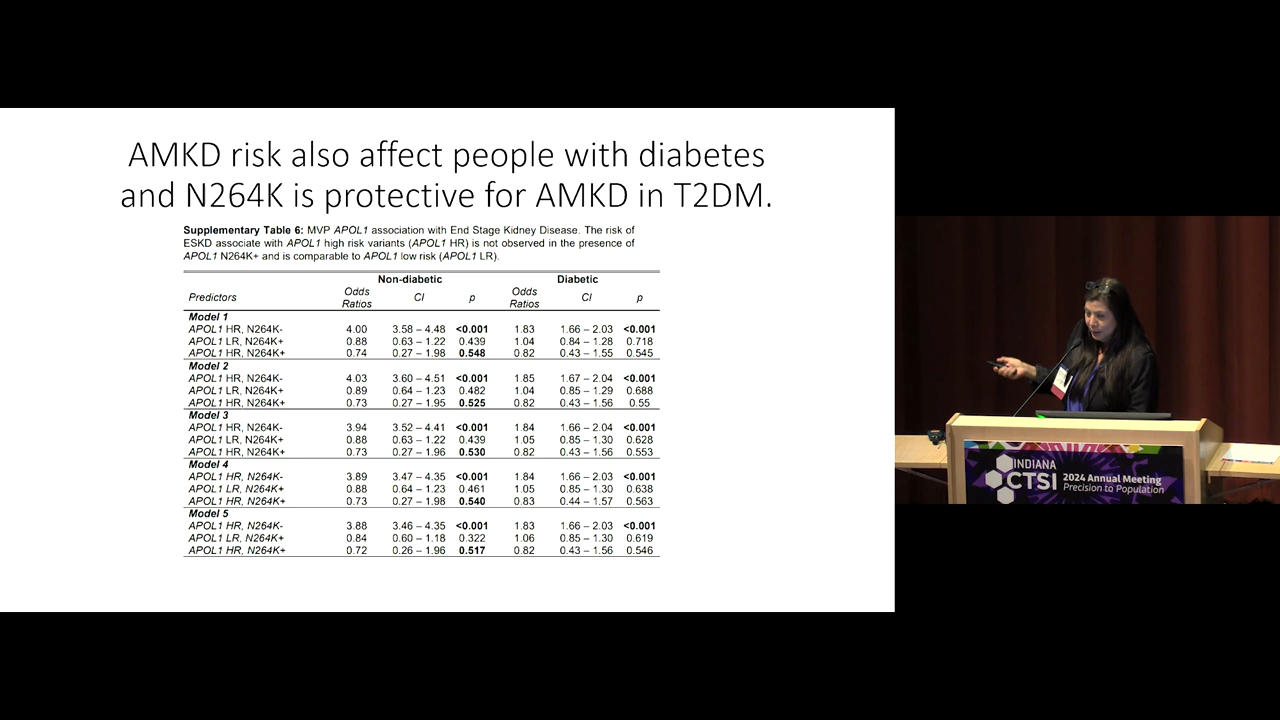 AMKD risk also affect people with diabetes
and N264K is protective for AMKD in T2DM.
Supplementary Table 6: MVP APOL1 association with End Stage Kidney Disease. The risk of
ESKD associate with APOL1 high risk variants (APOL1 HR) is not observed in the presence of
APOL1 N264K+ and is comparable to APOL1 low risk (APOL1 LR).
Non-diabetic Diabetic
Predictors Odds Ratios CI p Odds Ratios CI p
Model 1
APOL1 HR, N264K- 4.00 3.58 – 4.48 <0.001 1.83 1.66 – 2.03 <0.001
APOL1 LR, N264K+ 0.88 0.63 – 1.22 0.439 1.04 0.84 – 1.28 0.718
APOL1 HR, N264K+ 0.74 0.27 – 1.98 0.548 0.82 0.43 – 1.55 0.545
Model 2
APOL1 HR, N264K- 4.03 3.60 – 4.51 <0.001 1.85 1.67 – 2.04 <0.001
APOL1 LR, N264K+ 0.89 0.64 – 1.23 0.482 1.04 0.85 – 1.29 0.688
APOL1 HR, N264K+ 0.73 0.27 – 1.95 0.525 0.82 0.43 – 1.56 0.55
Model 3
APOL1 HR, N264K- 3.94 3.52 – 4.41 <0.001 1.84 1.66 – 2.04 <0.001
APOL1 LR, N264K+ 0.88 0.63 – 1.22 0.439 1.05 0.85 – 1.30 0.628
APOL1 HR, N264K+ 0.73 0.27 – 1.96 0.530 0.82 0.43 – 1.56 0.553
Model 4
APOL1 HR, N264K- 3.89 3.47 – 4.35 <0.001 1.84 1.66 – 2.04 <0.001
APOL1 LR, N264K+ 0.88 0.64 – 1.23 0.461 1.05 0.85 – 1.30 0.638
APOL1 HR, N264K+ 0.73 0.27 – 1.98 0.540 0.83 0.44 – 1.57 0.563
Model 5
APOL1 HR, N264K- 3.88 3.46 – 4.35 <0.001 1.83 1.66 – 2.03 <0.001
APOL1 LR, N264K+ 0.84 0.60 – 1.18 0.322 1.06 0.85 – 1.30 0.619
APOL1 HR, N264K+ 0.72 0.26 – 1.96 0.517 0.82 0.43 – 1.56 0.546
INDIANA
CTSI
2024 Annual Meeting
Precision to Population